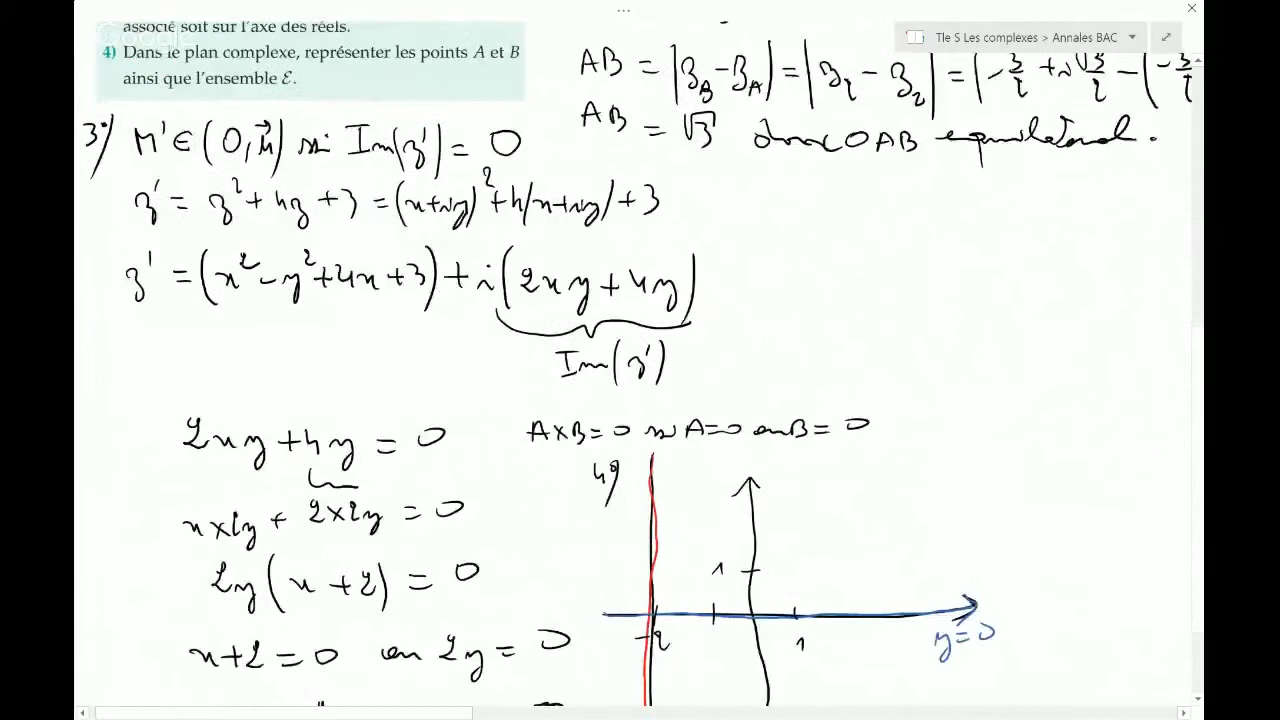 associé soit sur l'axe des réels.
4) Dans le plan complexe, représenter les points A et B
ainsi que l'ensemble ℰ.
Tle S Les complexes > Annales BAC
AB = |z_B - z_A| = |z_1 - z_2| = |-3/2 + i√3/2 - (-3/2
AB = √3 donc OAB équilatéral.
3°/ M' ∈ (O, u⃗) ssi Im(z') = 0
z' = z² + 4z + 3 = (x+iy)² + 4(x+iy) + 3
z' = (x² - y² + 4x + 3) + i(2xy + 4y)
Im(z')
2xy + 4y = 0
A×B = 0 ssi A=0 ou B=0
x×2y + 2×2y = 0
2y(x + 2) = 0
x+2 = 0 ou 2y = 0
4°/
1
-2
1
y=0